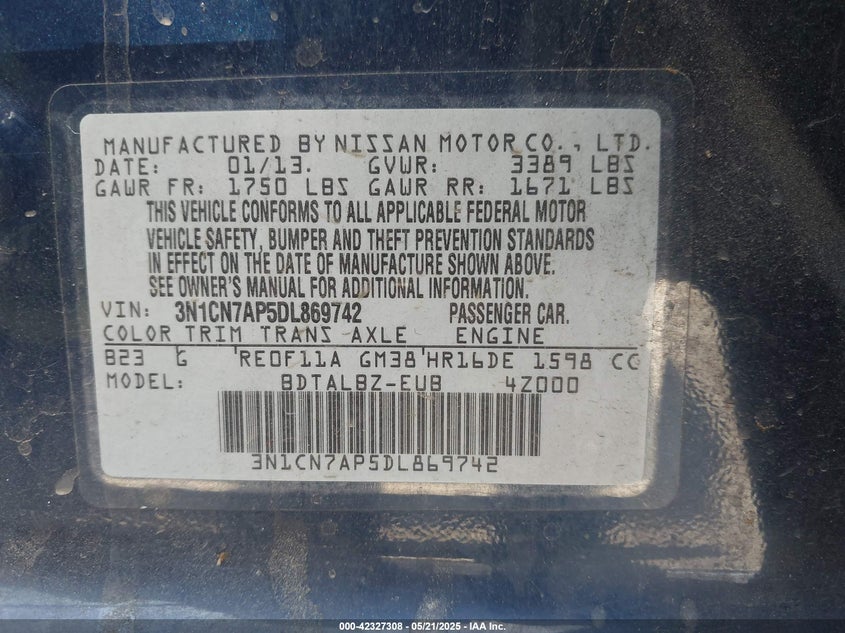 MANUFACTURED BY NISSAN MOTOR CO., LTD.
DATE: 01/13. GVWR: 3389 LBS
GAWR FR: 1750 LBS GAWR RR: 1671 LBS
THIS VEHICLE CONFORMS TO ALL APPLICABLE FEDERAL MOTOR
VEHICLE SAFETY, BUMPER AND THEFT PREVENTION STANDARDS
IN EFFECT ON THE DATE OF MANUFACTURE SHOWN ABOVE.
SEE OWNER'S MANUAL FOR ADDITIONAL INFORMATION.
VIN: 3N1CN7AP5DL869742 PASSENGER CAR.
COLOR TRIM TRANS AXLE ENGINE
B23 G RE0F11A GM38 HR16DE 1598 CC
MODEL: BDTALBZ-EUB 4Z000
3N1CN7AP5DL869742
000-42327308 - 05/21/2025 - IAA Inc.